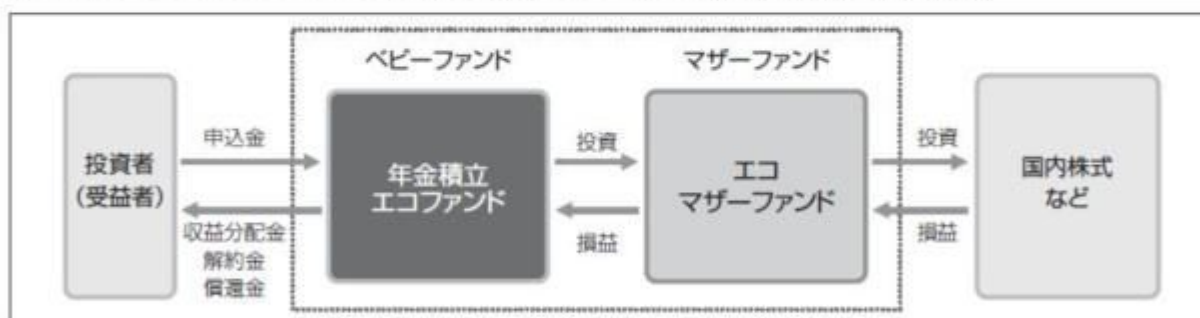 ベビーファンド
マザーファンド
投資者
(受益者)
申込金
収益分配金
解約金
償還金
年金積立
エコファンド
投資
損益
エコ
マザーファンド
投資
損益
国内株式
など